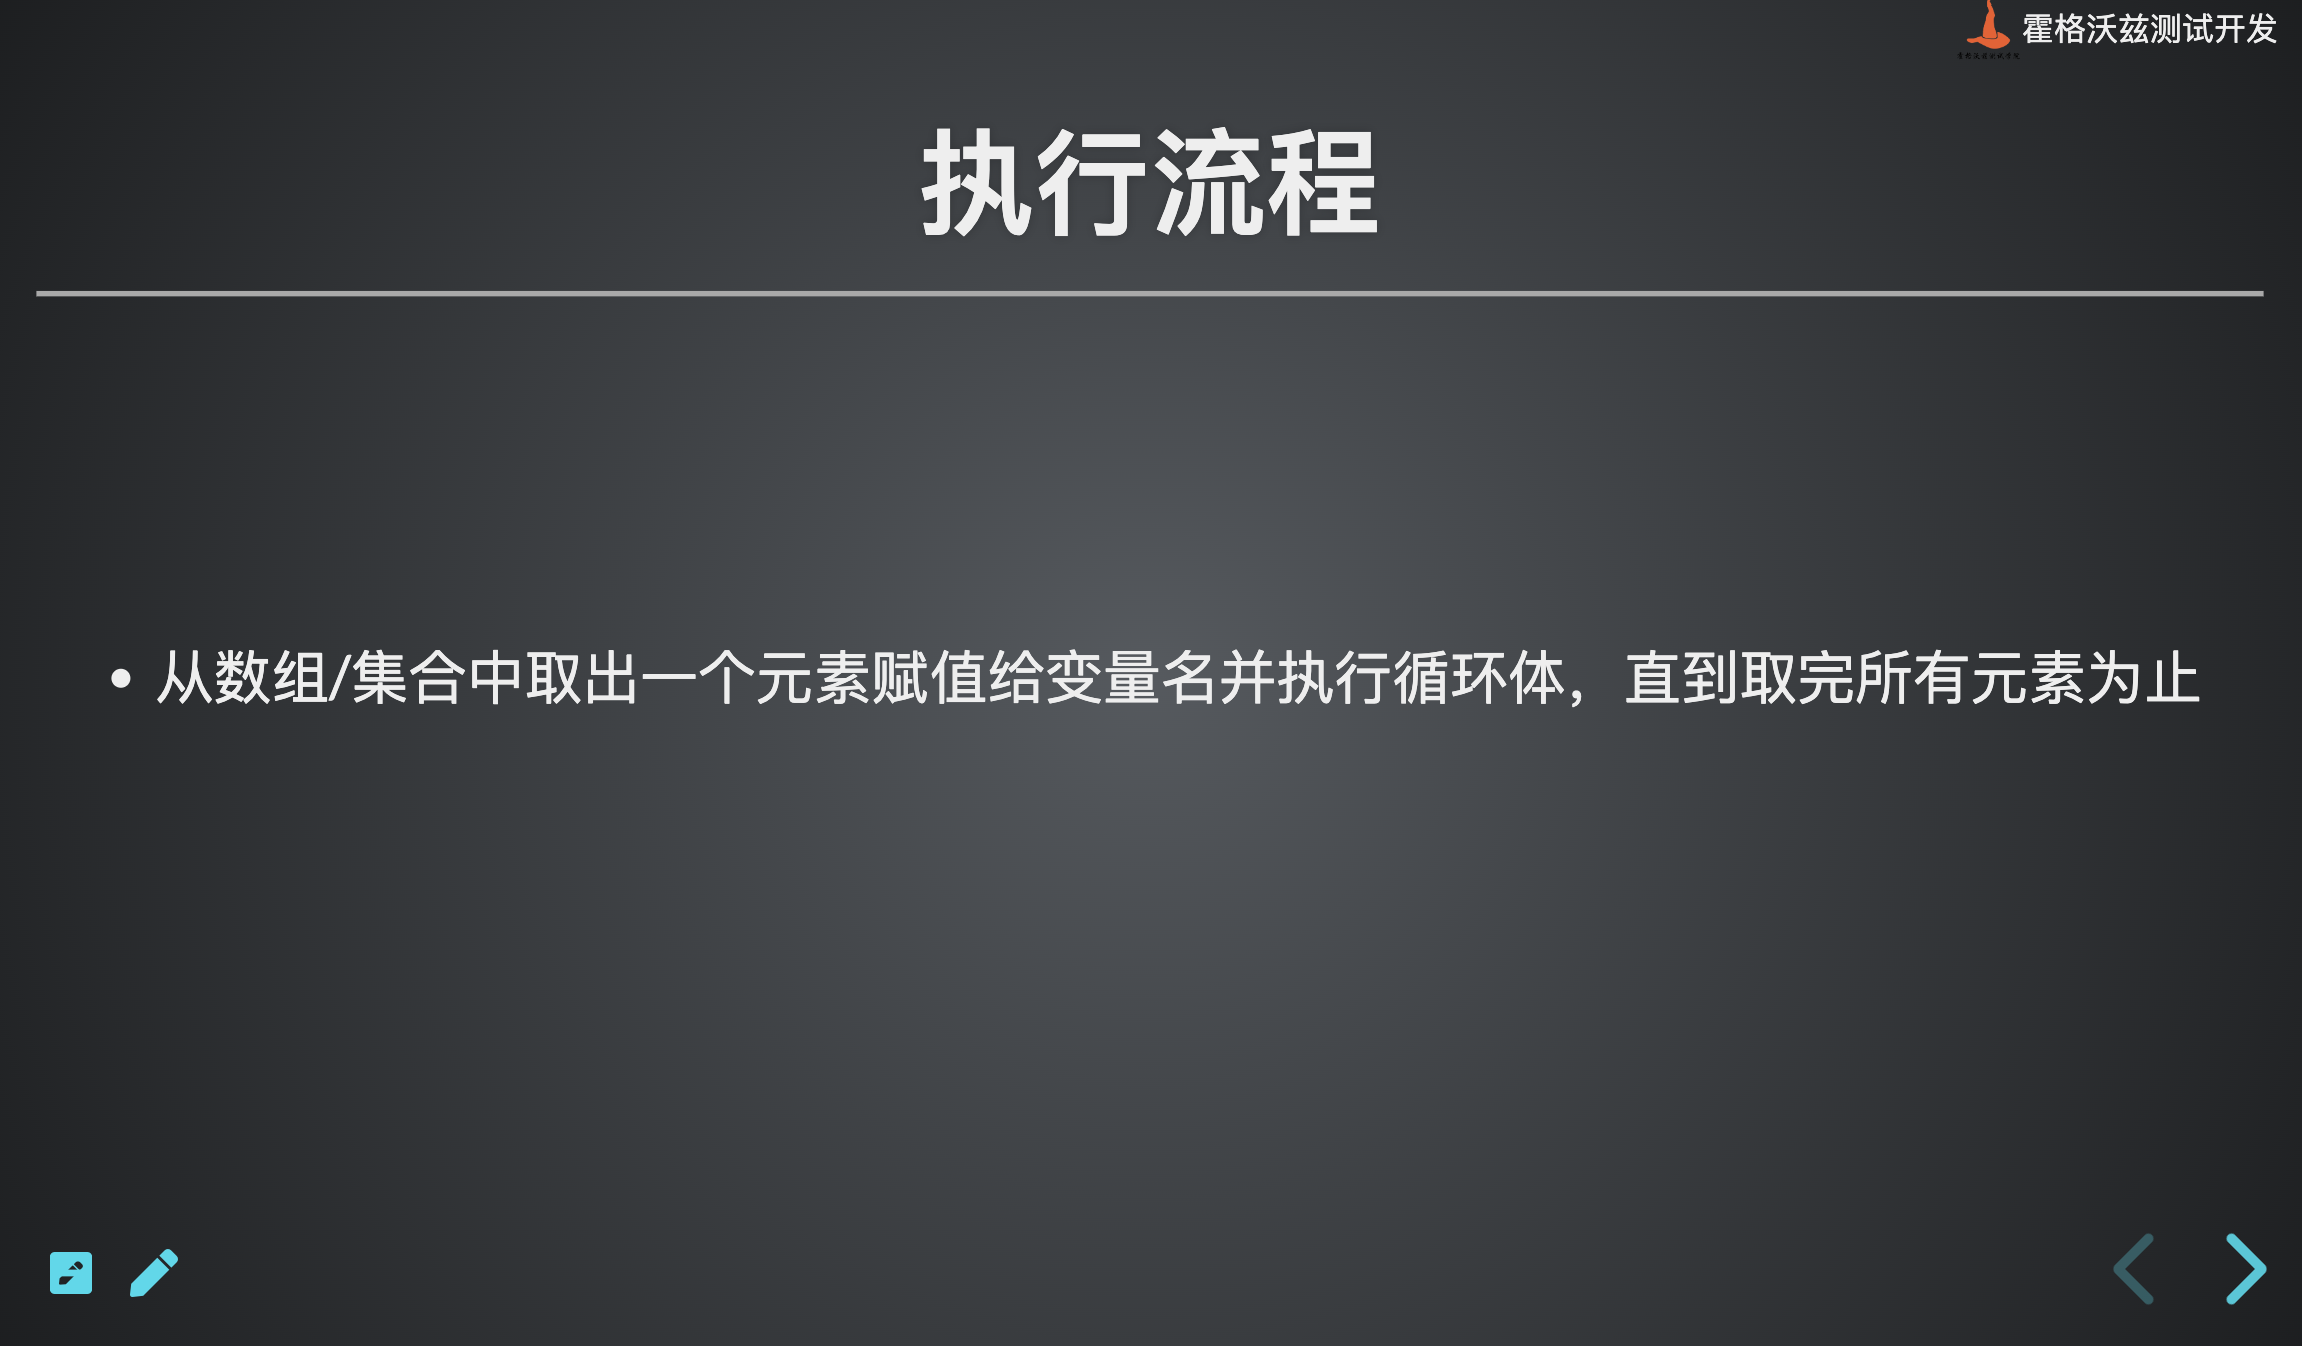 霍格沃兹测试开发
执行流程
从数组/集合中取出一个元素赋值给变量名并执行循环体，直到取完所有元素为止